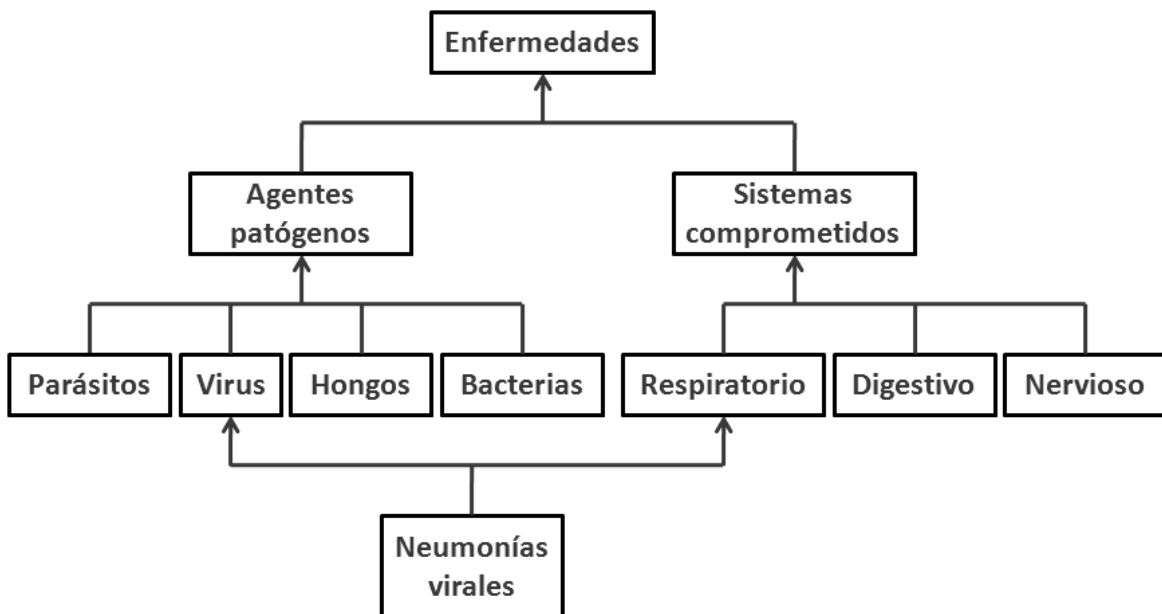 Enfermedades
Agentes
patógenos
Sistemas
comprometidos
Parásitos
Virus
Hongos
Bacterias
Respiratorio
Digestivo
Nervioso
Neumonías
virales